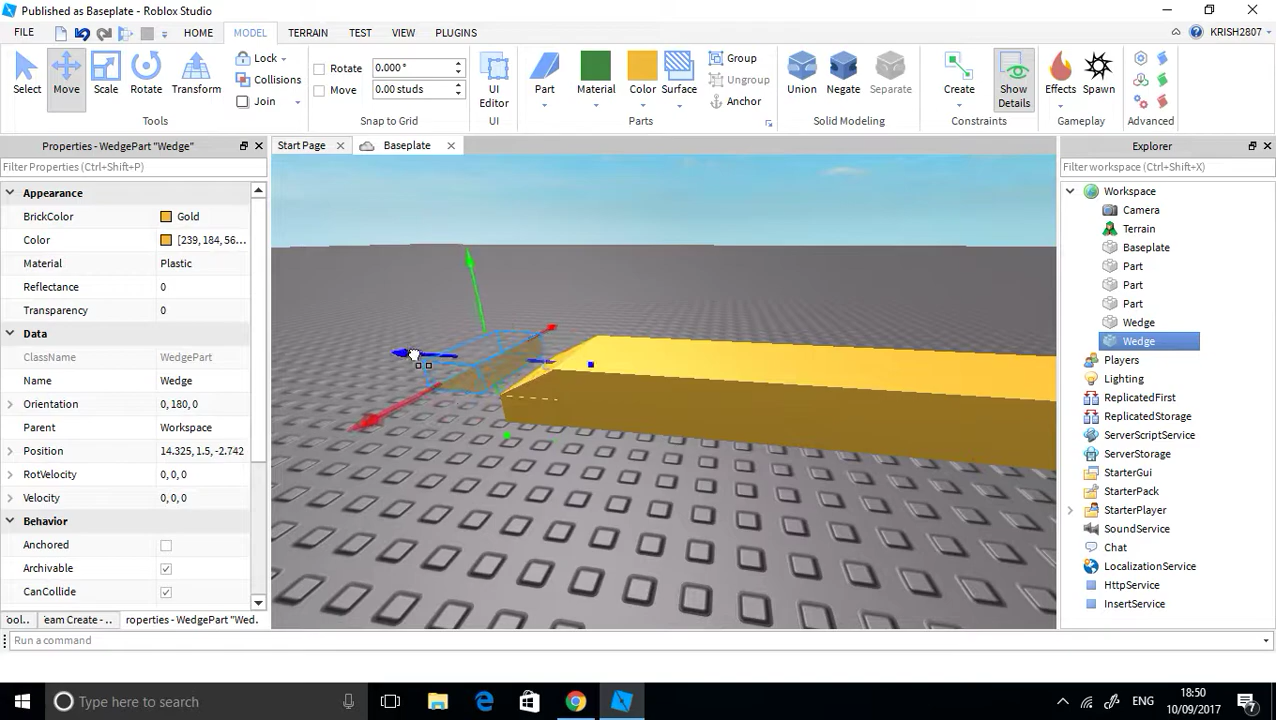 Published as Baseplate - Roblox Studio
FILE HOME MODEL TERRAIN TEST VIEW PLUGINS KRISH2807
Select Move Scale Rotate Transform
Lock
Collisions
Join
Tools
Rotate 0.000 °
Move 0.00 studs
Snap to Grid
UI Editor
UI
Part Material Color Surface
Group
Ungroup
Anchor
Parts
Union Negate Separate
Solid Modeling
Create Show Details
Constraints
Effects Spawn
Gameplay
Advanced
Properties - WedgePart "Wedge"
Filter Properties (Ctrl+Shift+P)
Appearance
BrickColor Gold
Color [239, 184, 56...
Material Plastic
Reflectance 0
Transparency 0
Data
ClassName WedgePart
Name Wedge
Orientation 0, 180, 0
Parent Workspace
Position 14.325, 1.5, -2.742
RotVelocity 0, 0, 0
Velocity 0, 0, 0
Behavior
Anchored
Archivable
CanCollide
ool... eam Create - ... roperties - WedgePart "Wed.
Start Page Baseplate
Explorer
Filter workspace (Ctrl+Shift+X)
Workspace
Camera
Terrain
Baseplate
Part
Part
Part
Wedge
Wedge
Players
Lighting
ReplicatedFirst
ReplicatedStorage
ServerScriptService
ServerStorage
StarterGui
StarterPack
StarterPlayer
SoundService
Chat
LocalizationService
HttpService
InsertService
Run a command
Type here to search
ENG
18:50
10/09/2017
7